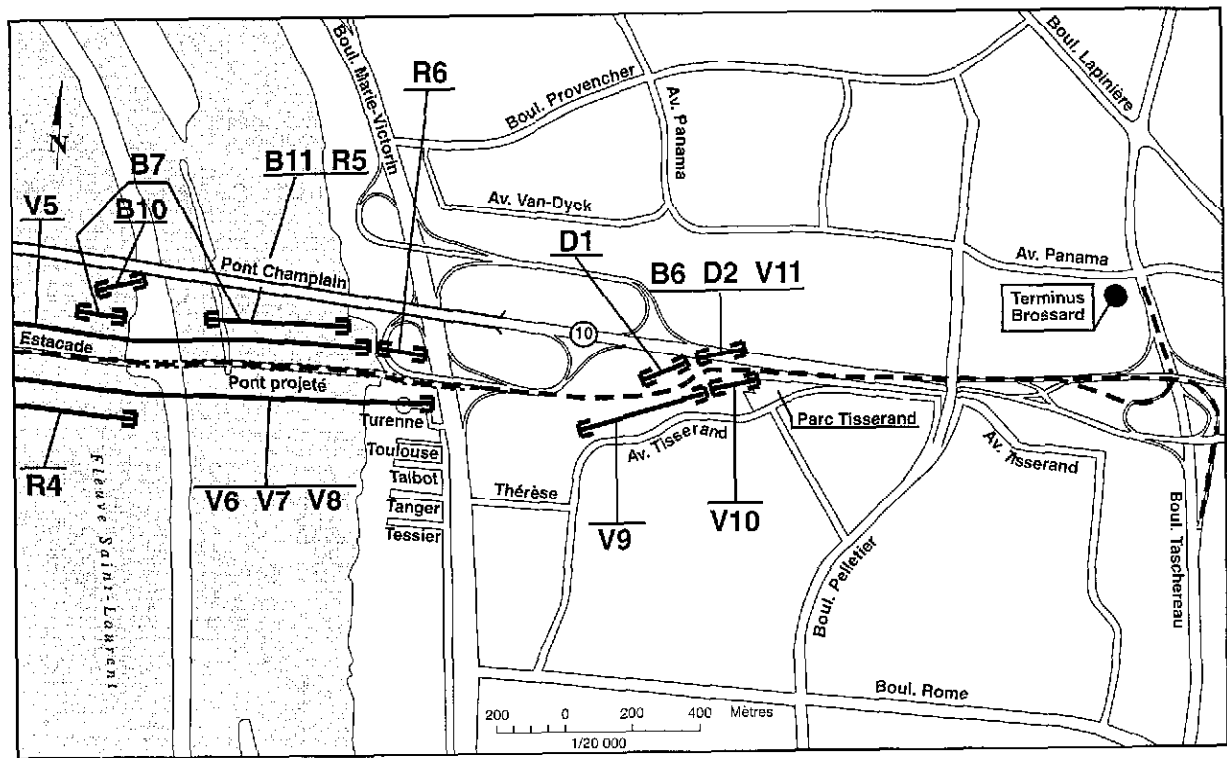 Boul. Marie-Victorin
R6
Boul. Provencher
Av. Panama
Boul. Lapinière
N
B7
B10
B11 R5
V5
Av. Van-Dyck
D1
B6 D2 V11
Av. Panama
Terminus
Brossard
Pont Champlain
10
Estacade
Pont projeté
Turenne
Toulouse
Talbot
Tanger
Tessier
Av. Tisserand
Parc Tisserand
Av. Tisserand
R4
V6 V7 V8
Thérèse
V9
V10
Fleuve Saint-Laurent
Boul. Pelletier
Boul. Taschereau
Boul. Rome
200 0 200 400 Mètres
1/20 000